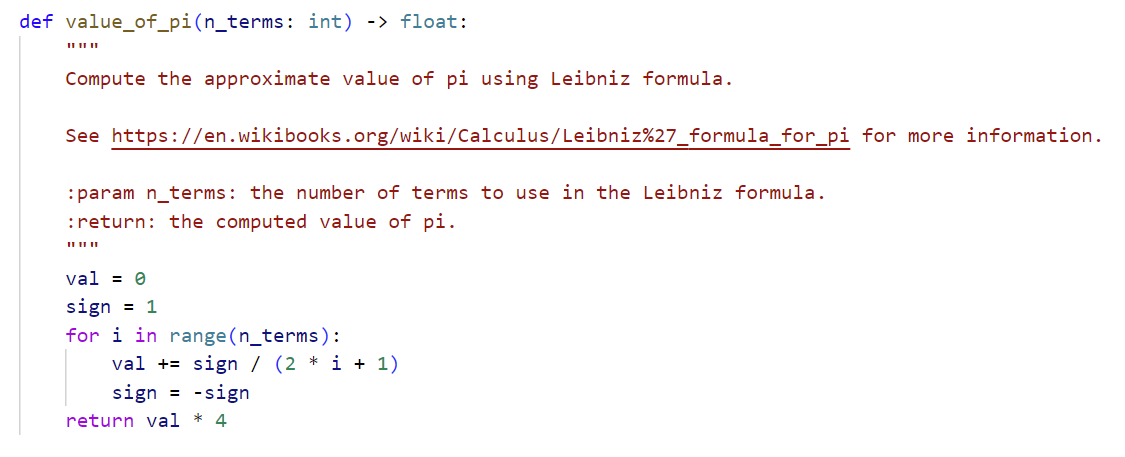 def value_of_pi(n_terms: int) -> float:
    """
    Compute the approximate value of pi using Leibniz formula.

    See https://en.wikibooks.org/wiki/Calculus/Leibniz%27_formula_for_pi for more information.

    :param n_terms: the number of terms to use in the Leibniz formula.
    :return: the computed value of pi.
    """
    val = 0
    sign = 1
    for i in range(n_terms):
        val += sign / (2 * i + 1)
        sign = -sign
    return val * 4